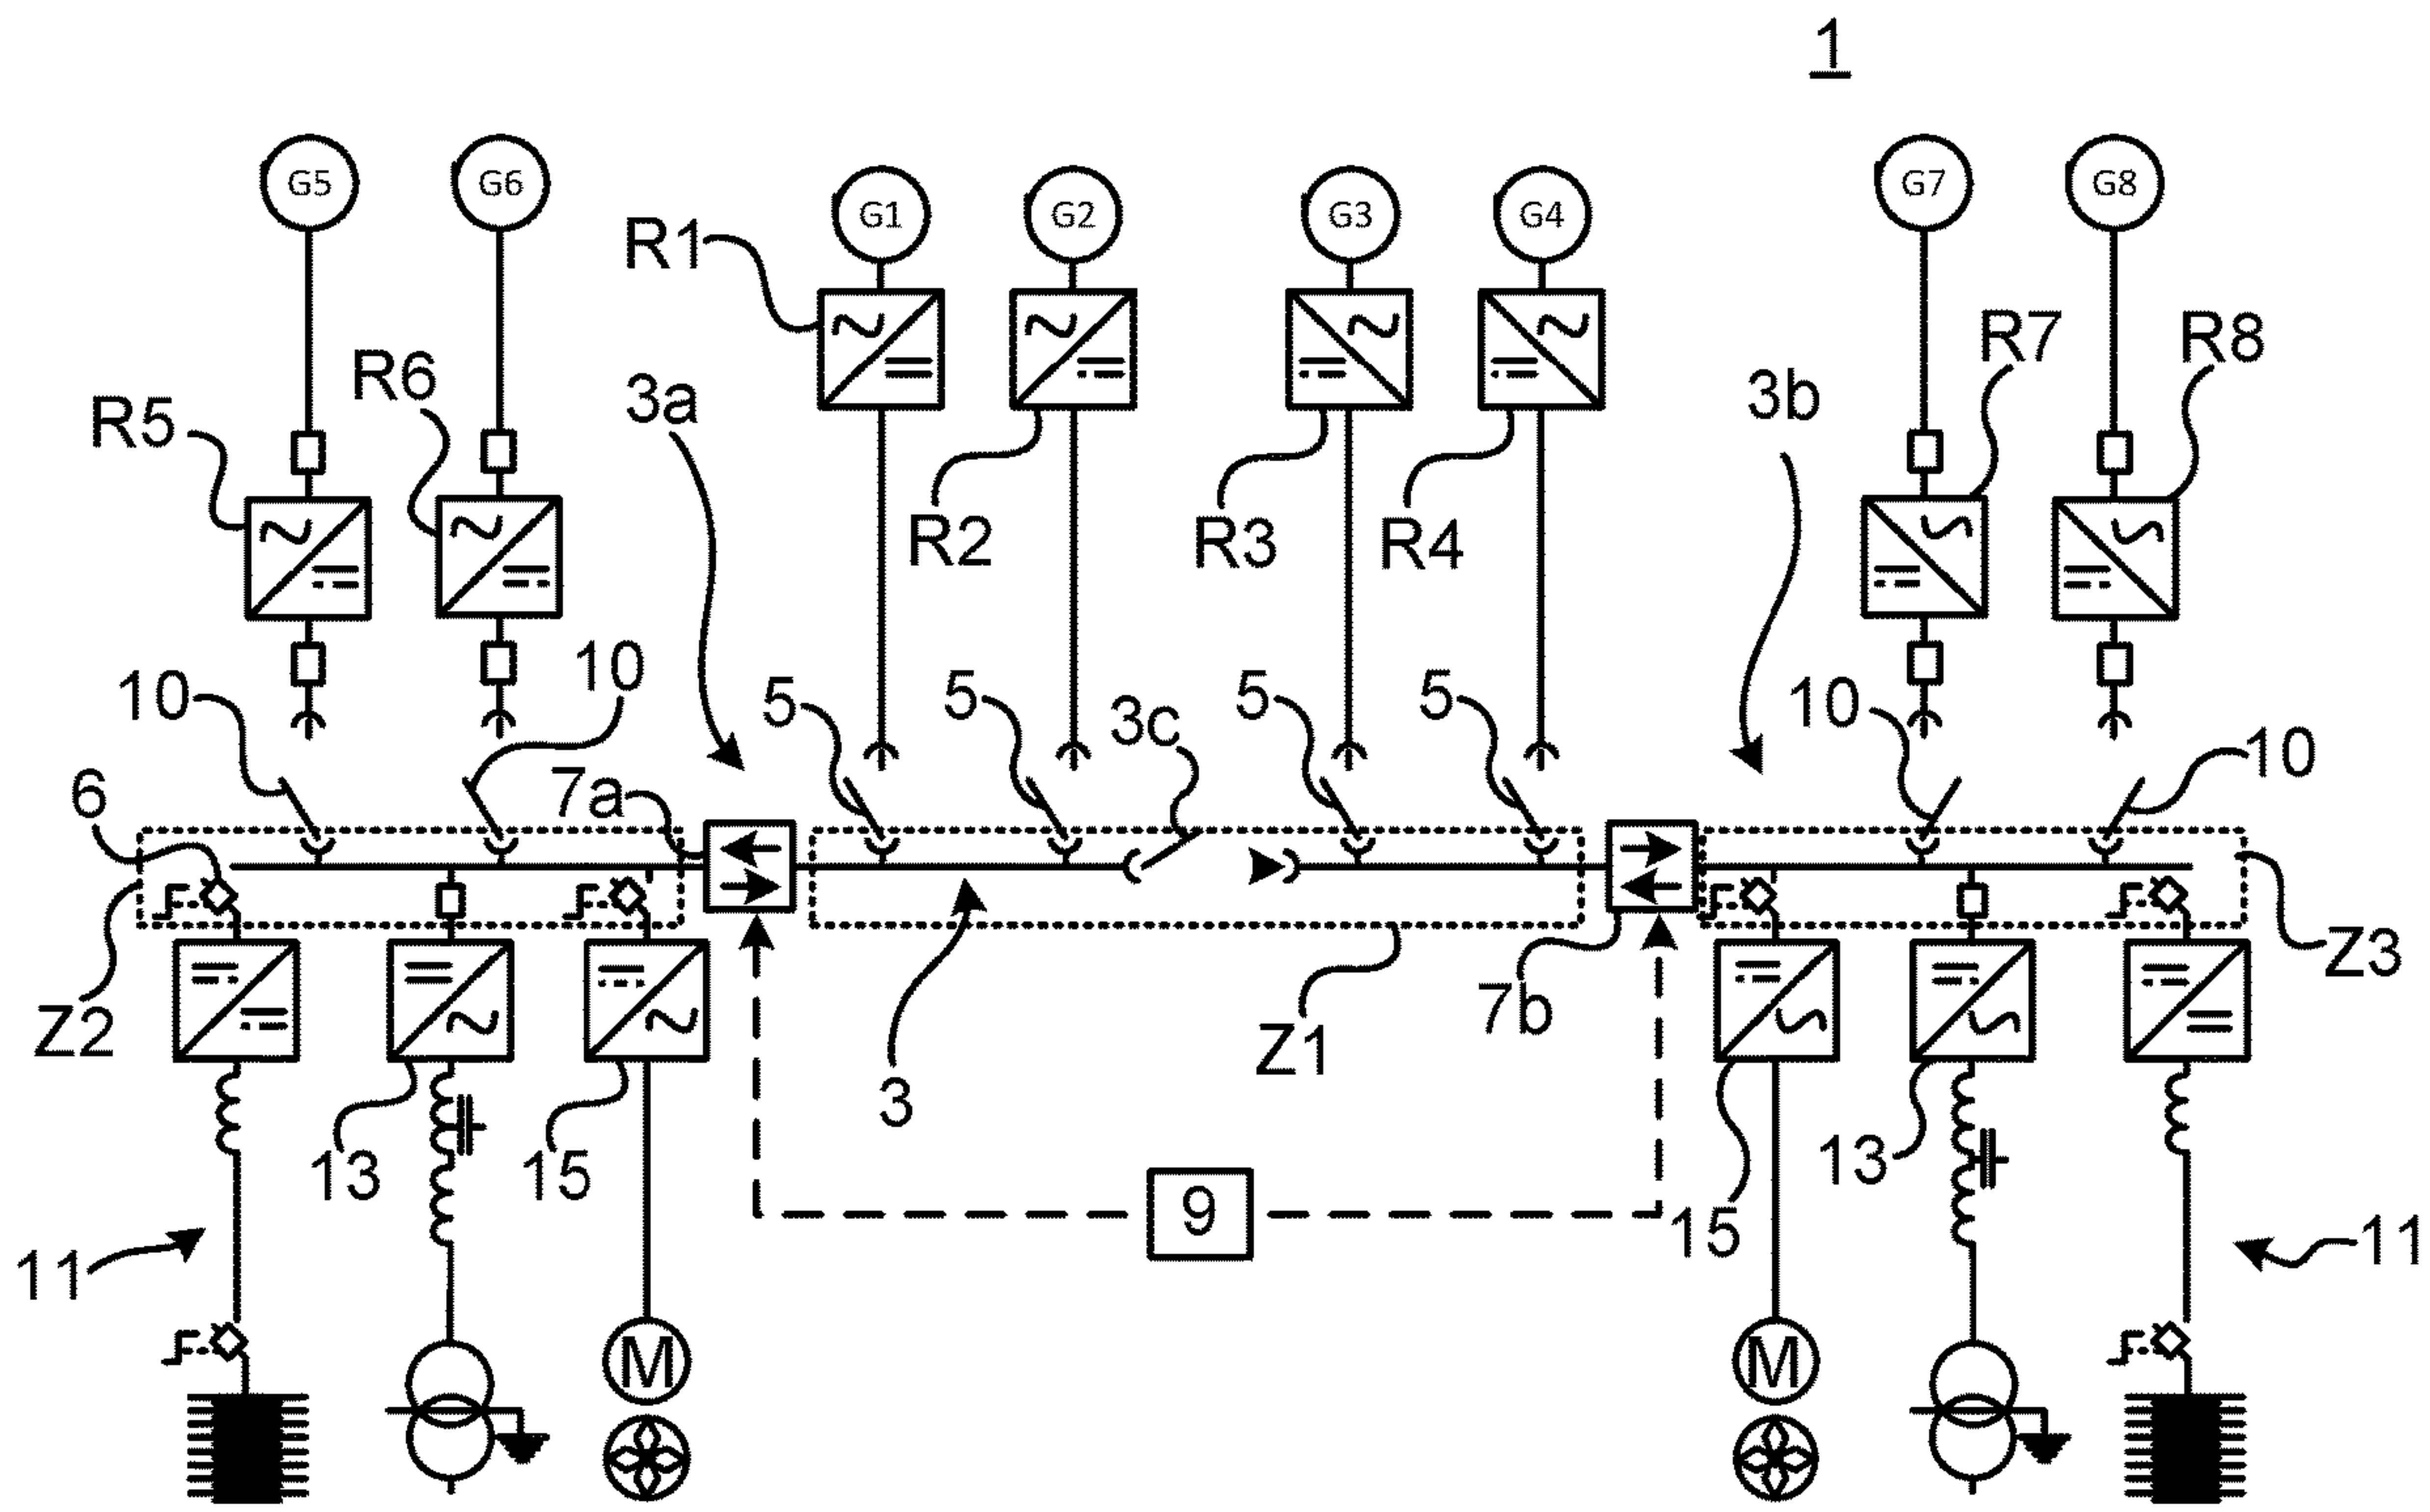 1
G5 G6 G1 G2 G3 G4 G7 G8
R1
R6 3a R7 R8
R5 3b
R2 R3 R4
10 10 5 5 3c 5 5 10 10
6 7a
Z2 7b Z1 Z3
3
13 15 13
9 15
11 11
M M